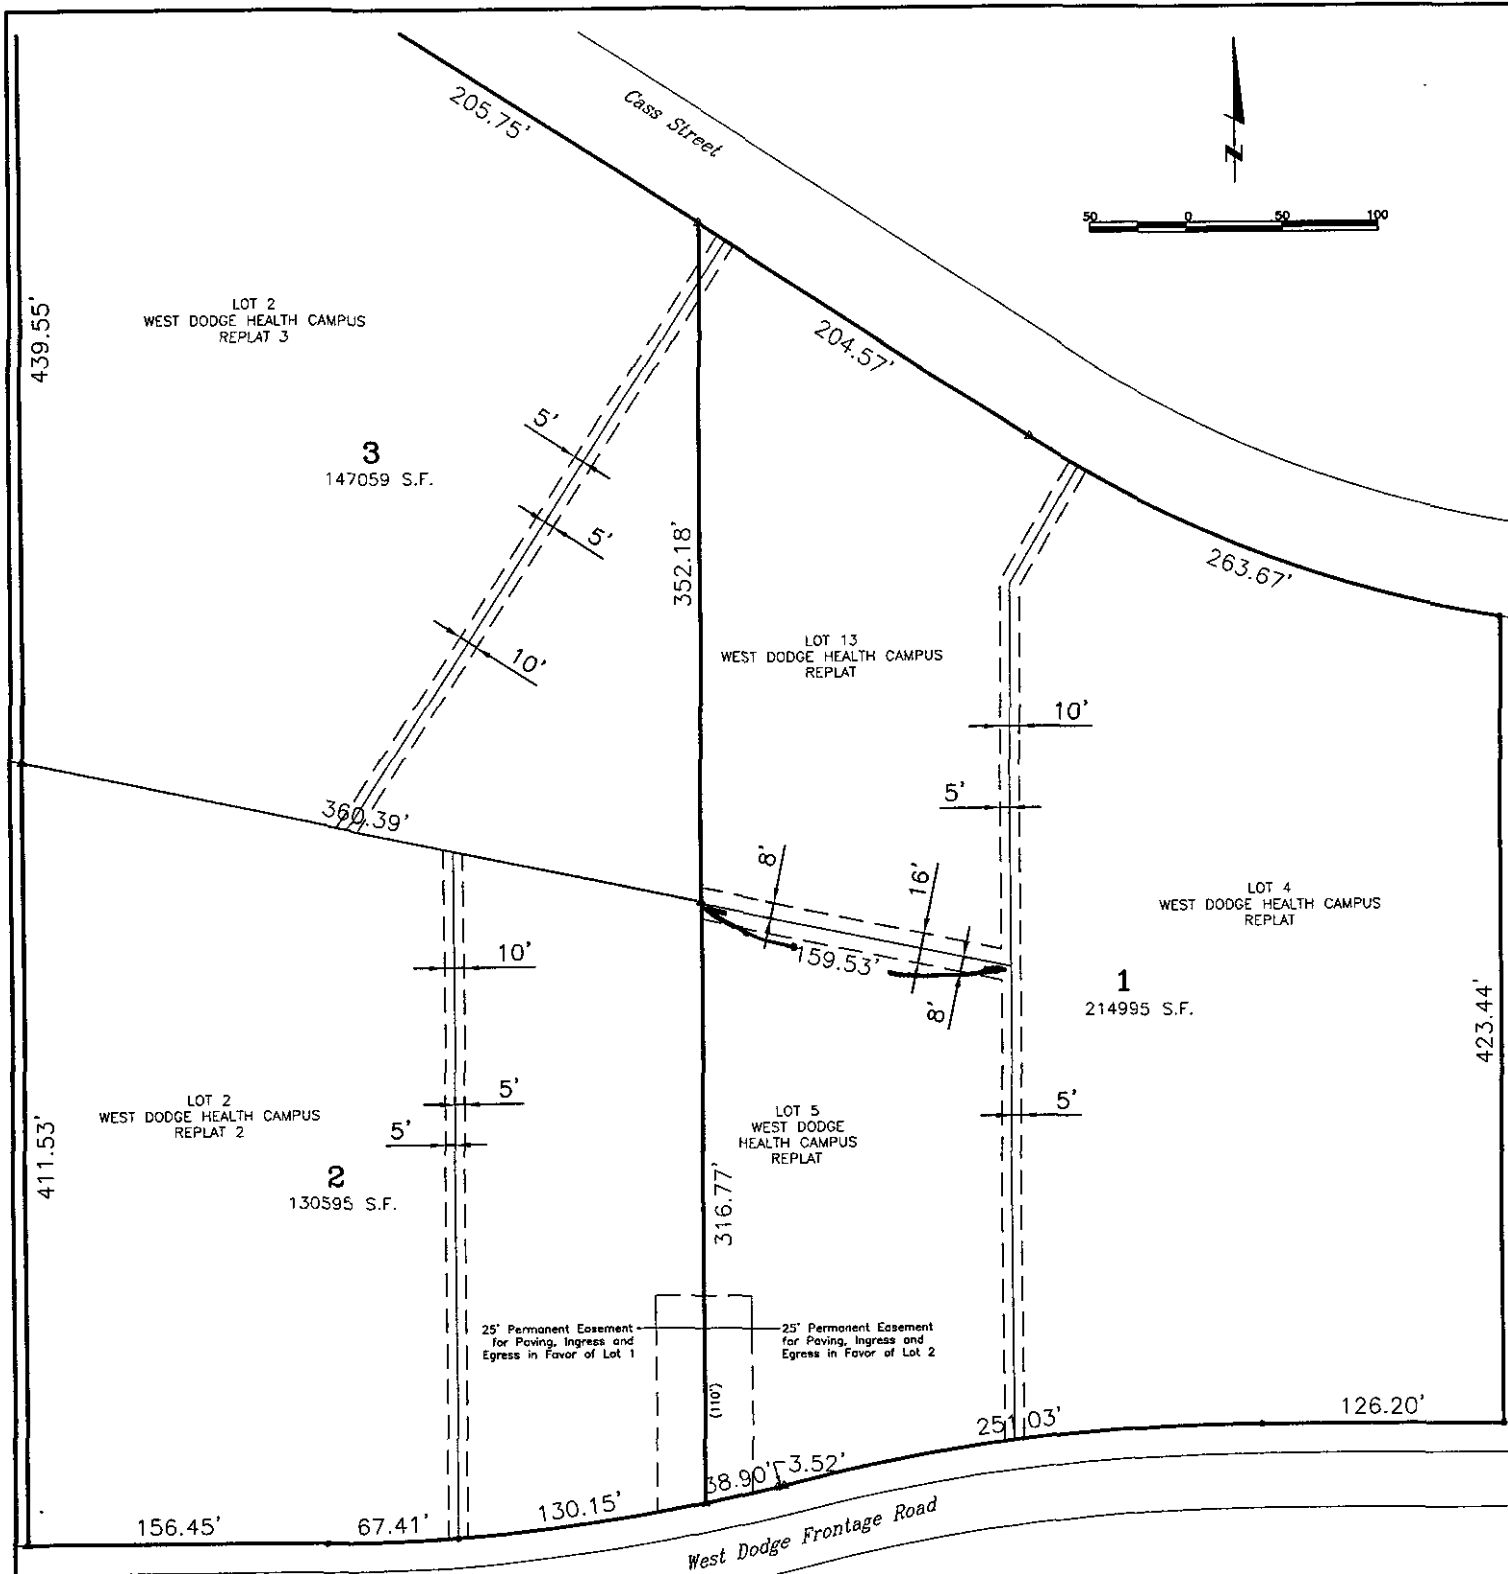 205.75'
Cass Street
N
50 0 50 100
439.55'
LOT 2
WEST DODGE HEALTH CAMPUS
REPLAT 3
3
147059 S.F.
204.57'
5'
5'
10'
352.18'
263.67'
LOT 13
WEST DODGE HEALTH CAMPUS
REPLAT
10'
5'
360.39'
8'
16'
159.53'
8'
LOT 4
WEST DODGE HEALTH CAMPUS
REPLAT
1
214995 S.F.
423.44'
10'
5'
5'
411.53'
LOT 2
WEST DODGE HEALTH CAMPUS
REPLAT 2
2
130595 S.F.
LOT 5
WEST DODGE
HEALTH CAMPUS
REPLAT
5'
316.77'
25' Permanent Easement
for Paving, Ingress and
Egress in Favor of Lot 1
25' Permanent Easement
for Paving, Ingress and
Egress in Favor of Lot 2
(110')
156.45'
67.41'
130.15'
38.90'
3.52'
251.03'
126.20'
West Dodge Frontage Road